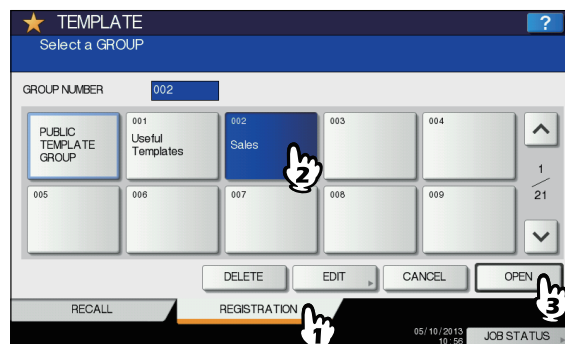 TEMPLATE
?
Select a GROUP
GROUP NUMBER 002
PUBLIC
TEMPLATE
GROUP
001
Useful
Templates
002
Sales
003
004
2
1
21
005
006
007
008
009
DELETE
EDIT
CANCEL
OPEN
3
RECALL
REGISTRATION
1
05/10/2013
10:56
JOB STATUS